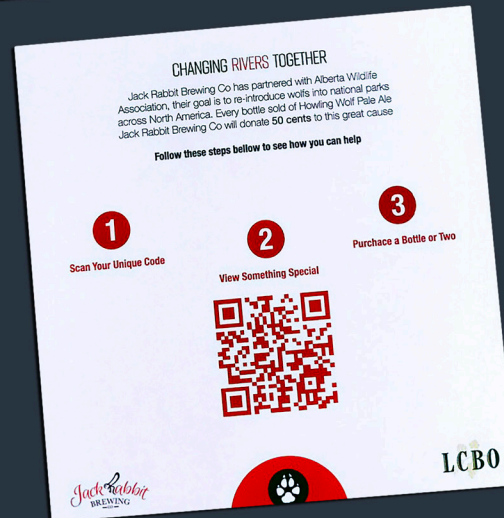 CHANGING RIVERS TOGETHER
Jack Rabbit Brewing Co has partnered with Alberta Wildlife
Association, their goal is to re-introduce wolfs into national parks
across North America. Every bottle sold of Howling Wolf Pale Ale
Jack Rabbit Brewing Co will donate 50 cents to this great cause
Follow these steps bellow to see how you can help
1
Scan Your Unique Code
2
View Something Special
3
Purchace a Bottle or Two
Jack Rabbit
BREWING
LCBO